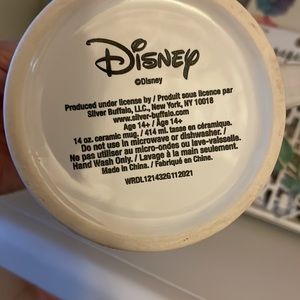 Disney
©Disney
Produced under license by / Produit sous licence par
Silver Buffalo, LLC., New York, NY 10018
www.silver-buffalo.com
Age 14+ / Age 14+
14 oz. ceramic mug. / 414 ml. tasse en céramique.
Do not use in microwave or dishwasher. /
Ne pas utiliser au micro-ondes ou lave-vaisselle.
Hand Wash Only. / Lavage à la main seulement.
Made in China. / Fabriqué en Chine.
WRDL121432G112021